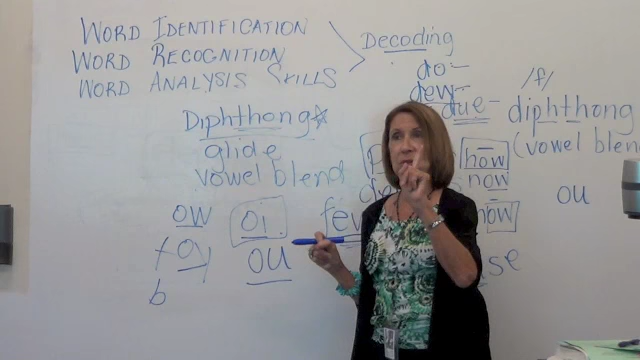 WORD IDENTIFICATION
WORD RECOGNITION
WORD ANALYSIS SKILLS
Decoding
do
dew
due - diphthong
/f/
(vowel blen
Diphthong
glide
vowel blend
how
now
ow
oi
few
ow
ou
oy
ou
b